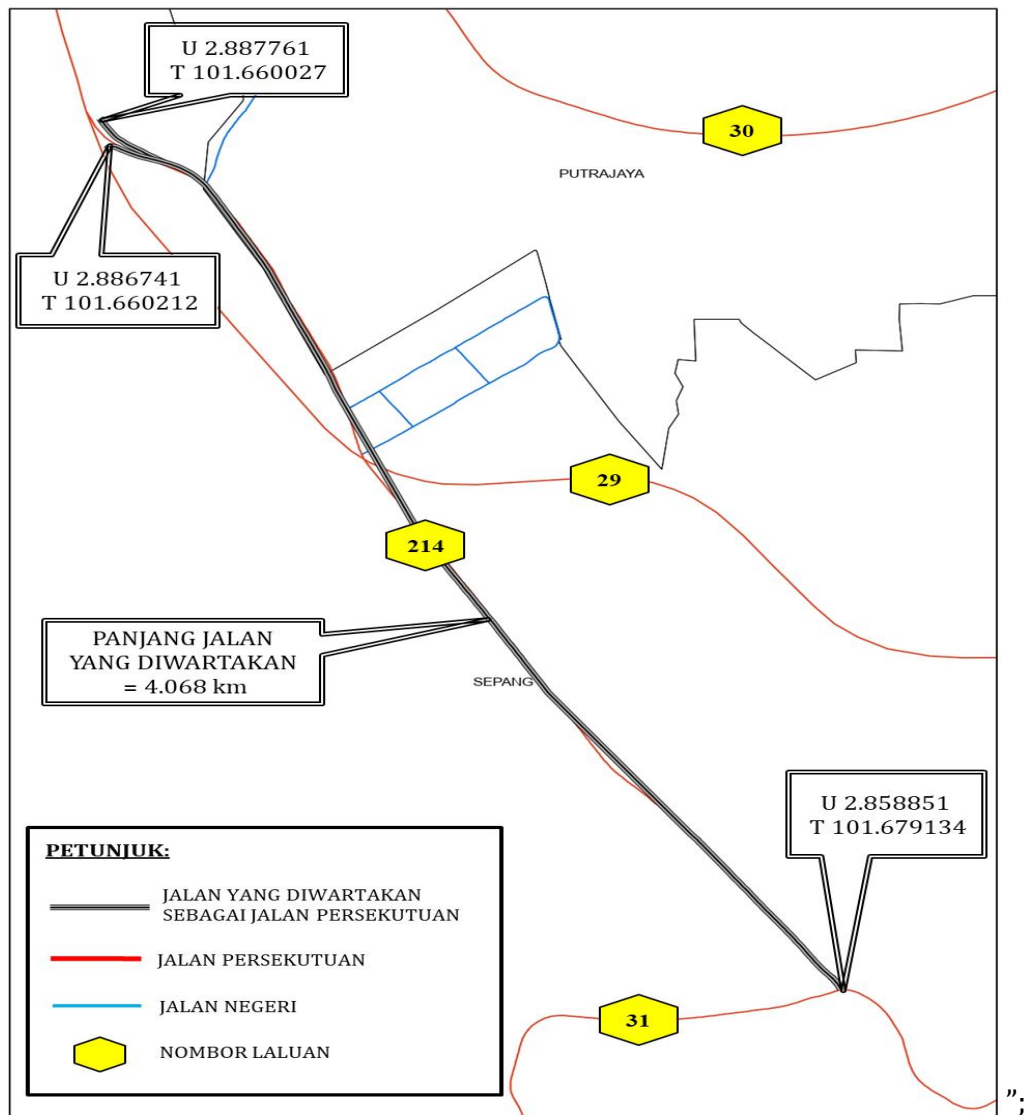 U 2.887761
T 101.660027
30
PUTRAJAYA
U 2.886741
T 101.660212
29
214
PANJANG JALAN
YANG DIWARTAKAN
= 4.068 km
SEPANG
U 2.858851
T 101.679134
PETUNJUK:
JALAN YANG DIWARTAKAN
SEBAGAI JALAN PERSEKUTUAN
JALAN PERSEKUTUAN
JALAN NEGERI
NOMBOR LALUAN
31
”;